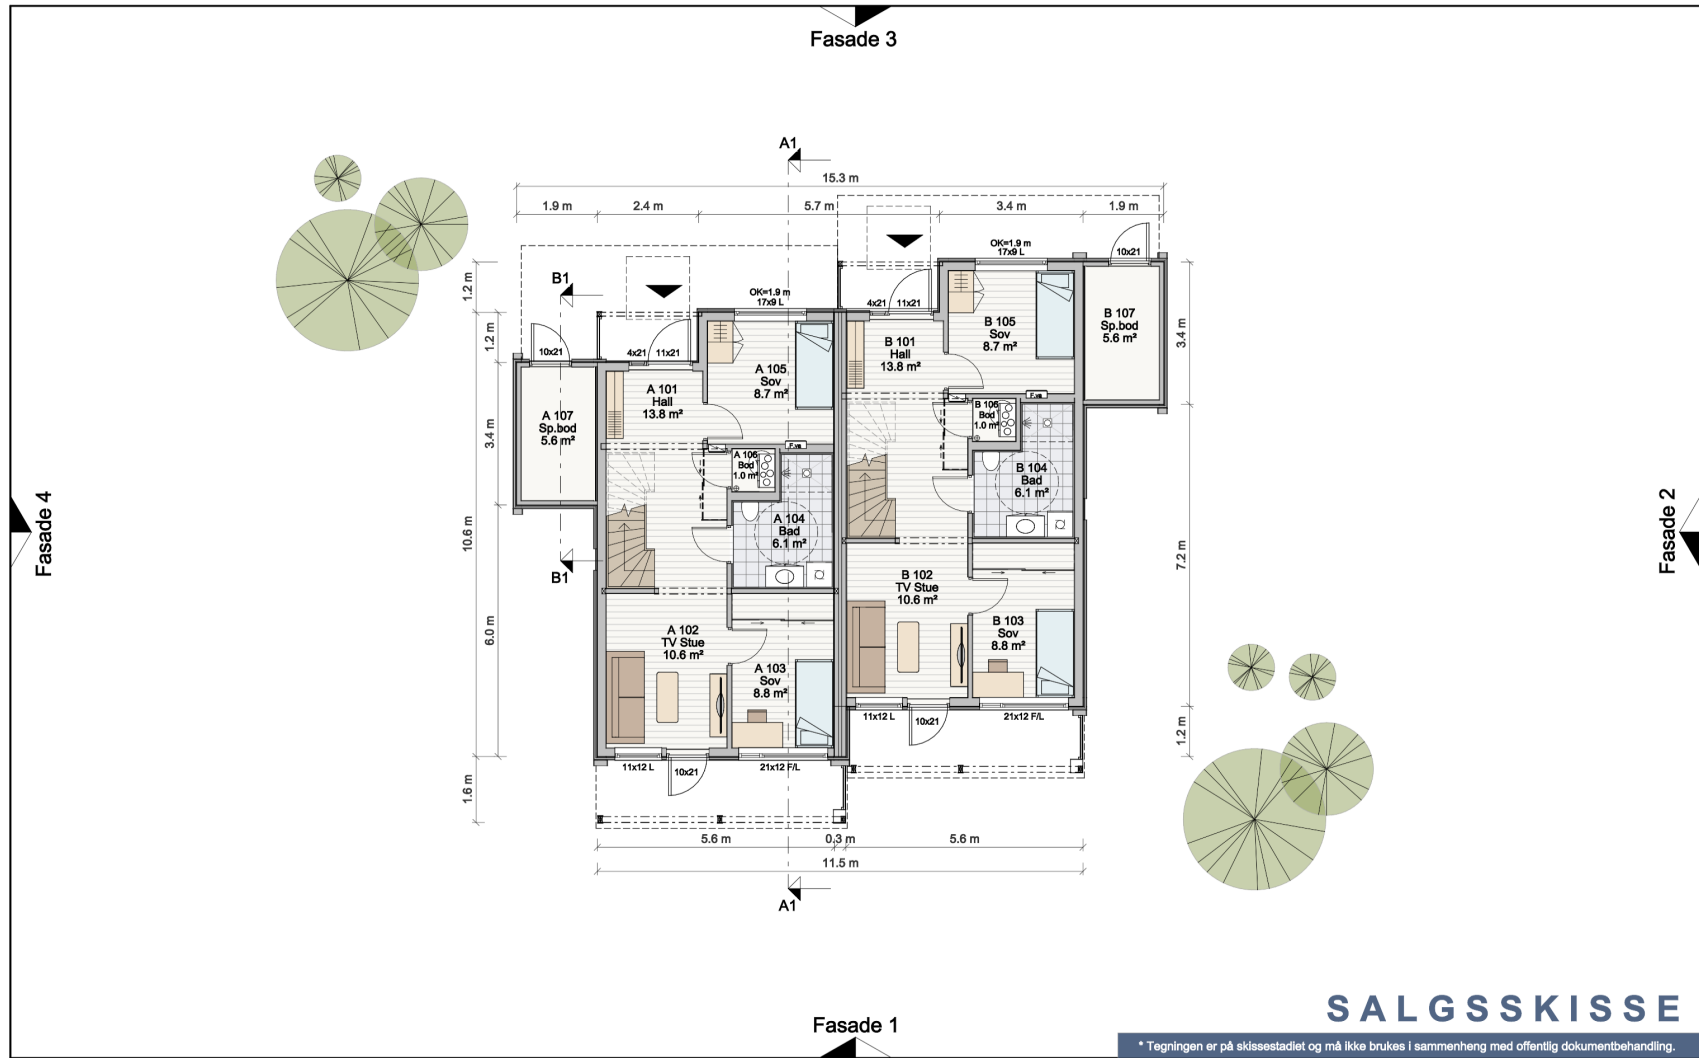 Fasade 3
A1
15.3 m
1.9 m
2.4 m
5.7 m
3.4 m
1.9 m
OK=1.9 m
17x9 L
10x21
1.2 m
B1
4x21
11x21
OK=1.9 m
17x9 L
B 105
Sov
8.7 m²
B 107
Sp.bod
5.6 m²
3.4 m
1.2 m
10x21
4x21
11x21
B 101
Hall
13.8 m²
A 105
Sov
8.7 m²
A 101
Hall
13.8 m²
F.vs
B 106
Bod
1.0 m²
A 107
Sp.bod
5.6 m²
3.4 m
F.vs
A 106
Bod
1.0 m²
B 104
Bad
6.1 m²
Fasade 4
10.6 m
A 104
Bad
6.1 m²
Fasade 2
7.2 m
B1
B 102
TV Stue
10.6 m²
6.0 m
A 102
TV Stue
10.6 m²
B 103
Sov
8.8 m²
A 103
Sov
8.8 m²
11x12 L
10x21
21x12 F/L
1.2 m
11x12 L
10x21
21x12 F/L
1.6 m
5.6 m
0.3 m
5.6 m
11.5 m
A1
Fasade 1
SALGSSKISSE
* Tegningen er på skissestadiet og må ikke brukes i sammenheng med offentlig dokumentbehandling.